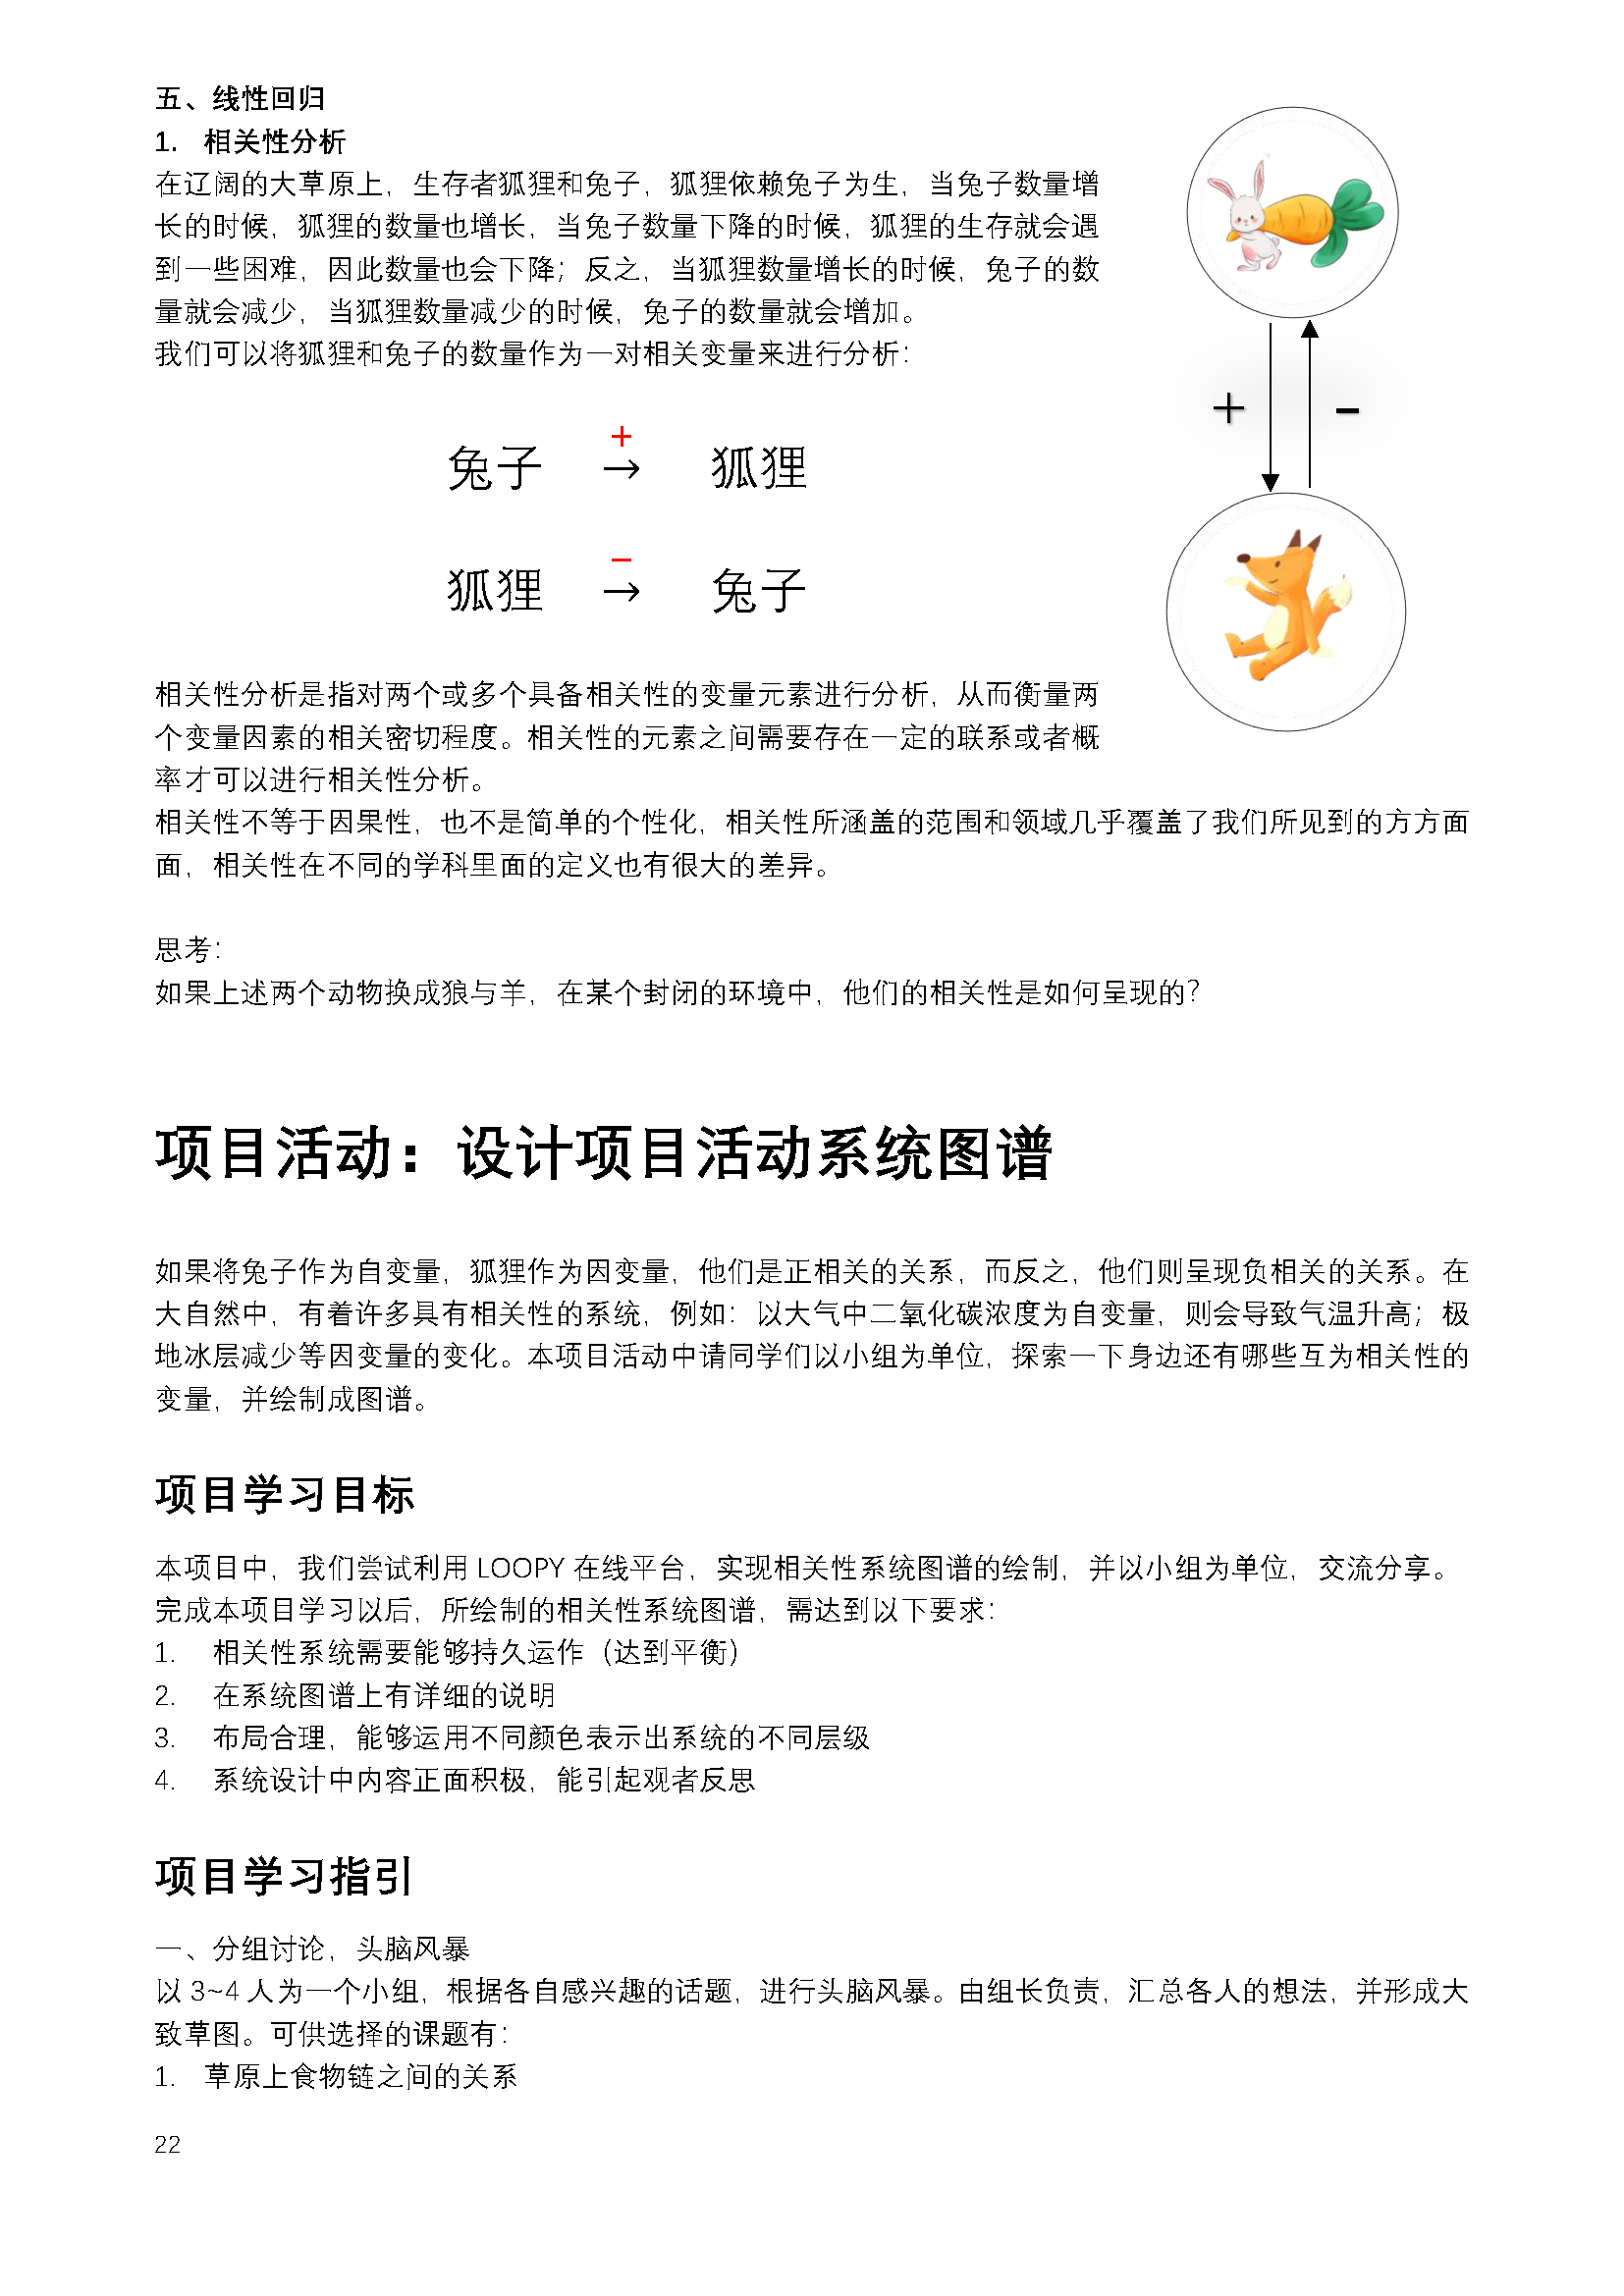 五、线性回归
1. 相关性分析
在辽阔的大草原上，生存者狐狸和兔子，狐狸依赖兔子为生，当兔子数量增
长的时候，狐狸的数量也增长，当兔子数量下降的时候，狐狸的生存就会遇
到一些困难，因此数量也会下降；反之，当狐狸数量增长的时候，兔子的数
量就会减少，当狐狸数量减少的时候，兔子的数量就会增加。
我们可以将狐狸和兔子的数量作为一对相关变量来进行分析：
+ −
+
兔子 → 狐狸
−
狐狸 → 兔子
相关性分析是指对两个或多个具备相关性的变量元素进行分析，从而衡量两
个变量因素的相关密切程度。相关性的元素之间需要存在一定的联系或者概
率才可以进行相关性分析。
相关性不等于因果性，也不是简单的个性化，相关性所涵盖的范围和领域几乎覆盖了我们所见到的方方面
面，相关性在不同的学科里面的定义也有很大的差异。
思考：
如果上述两个动物换成狼与羊，在某个封闭的环境中，他们的相关性是如何呈现的？
项目活动：设计项目活动系统图谱
如果将兔子作为自变量，狐狸作为因变量，他们是正相关的关系，而反之，他们则呈现负相关的关系。在
大自然中，有着许多具有相关性的系统，例如：以大气中二氧化碳浓度为自变量，则会导致气温升高；极
地冰层减少等因变量的变化。本项目活动中请同学们以小组为单位，探索一下身边还有哪些互为相关性的
变量，并绘制成图谱。
项目学习目标
本项目中，我们尝试利用 LOOPY 在线平台，实现相关性系统图谱的绘制，并以小组为单位，交流分享。
完成本项目学习以后，所绘制的相关性系统图谱，需达到以下要求：
1. 相关性系统需要能够持久运作（达到平衡）
2. 在系统图谱上有详细的说明
3. 布局合理，能够运用不同颜色表示出系统的不同层级
4. 系统设计中内容正面积极，能引起观者反思
项目学习指引
一、分组讨论，头脑风暴
以 3~4 人为一个小组，根据各自感兴趣的话题，进行头脑风暴。由组长负责，汇总各人的想法，并形成大
致草图。可供选择的课题有：
1. 草原上食物链之间的关系
22